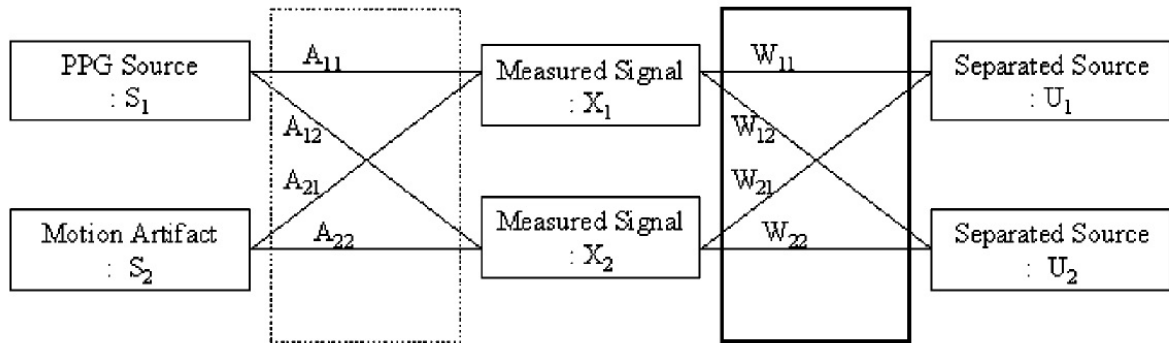 PPG Source
: S₁
A₁₁
Measured Signal
: X₁
W₁₁
Separated Source
: U₁
A₁₂
W₁₂
A₂₁
W₂₁
Motion Artifact
: S₂
A₂₂
Measured Signal
: X₂
W₂₂
Separated Source
: U₂